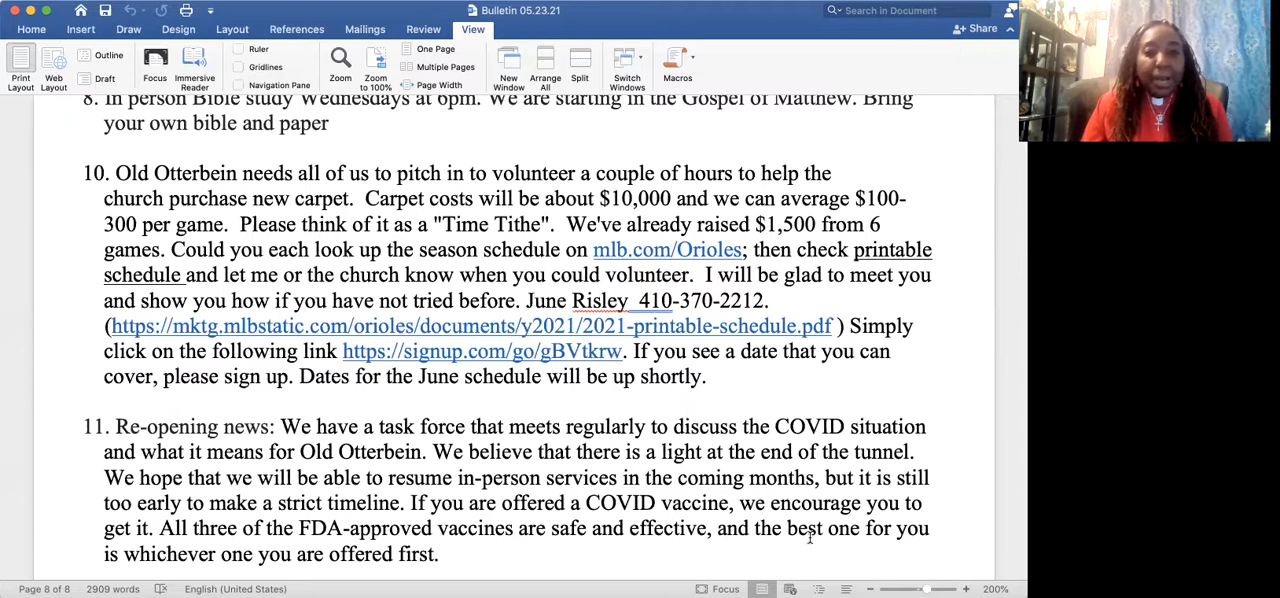 Bulletin 05.23.21
Search in Document
Home Insert Draw Design Layout References Mailings Review View Share
Print Layout
Web Layout
Outline
Draft
Focus
Immersive Reader
Ruler
Gridlines
Navigation Pane
Zoom
Zoom to 100%
One Page
Multiple Pages
Page Width
New Window
Arrange All
Split
Switch Windows
Macros
8. In person Bible study Wednesdays at 6pm. We are starting in the Gospel of Matthew. Bring
your own bible and paper
10. Old Otterbein needs all of us to pitch in to volunteer a couple of hours to help the
church purchase new carpet. Carpet costs will be about $10,000 and we can average $100-
300 per game. Please think of it as a "Time Tithe". We've already raised $1,500 from 6
games. Could you each look up the season schedule on mlb.com/Orioles; then check printable
schedule and let me or the church know when you could volunteer. I will be glad to meet you
and show you how if you have not tried before. June Risley 410-370-2212.
(https://mktg.mlbstatic.com/orioles/documents/y2021/2021-printable-schedule.pdf ) Simply
click on the following link https://signup.com/go/gBVtkrw. If you see a date that you can
cover, please sign up. Dates for the June schedule will be up shortly.
11. Re-opening news: We have a task force that meets regularly to discuss the COVID situation
and what it means for Old Otterbein. We believe that there is a light at the end of the tunnel.
We hope that we will be able to resume in-person services in the coming months, but it is still
too early to make a strict timeline. If you are offered a COVID vaccine, we encourage you to
get it. All three of the FDA-approved vaccines are safe and effective, and the best one for you
is whichever one you are offered first.
Page 8 of 8 2909 words English (United States) Focus 200%